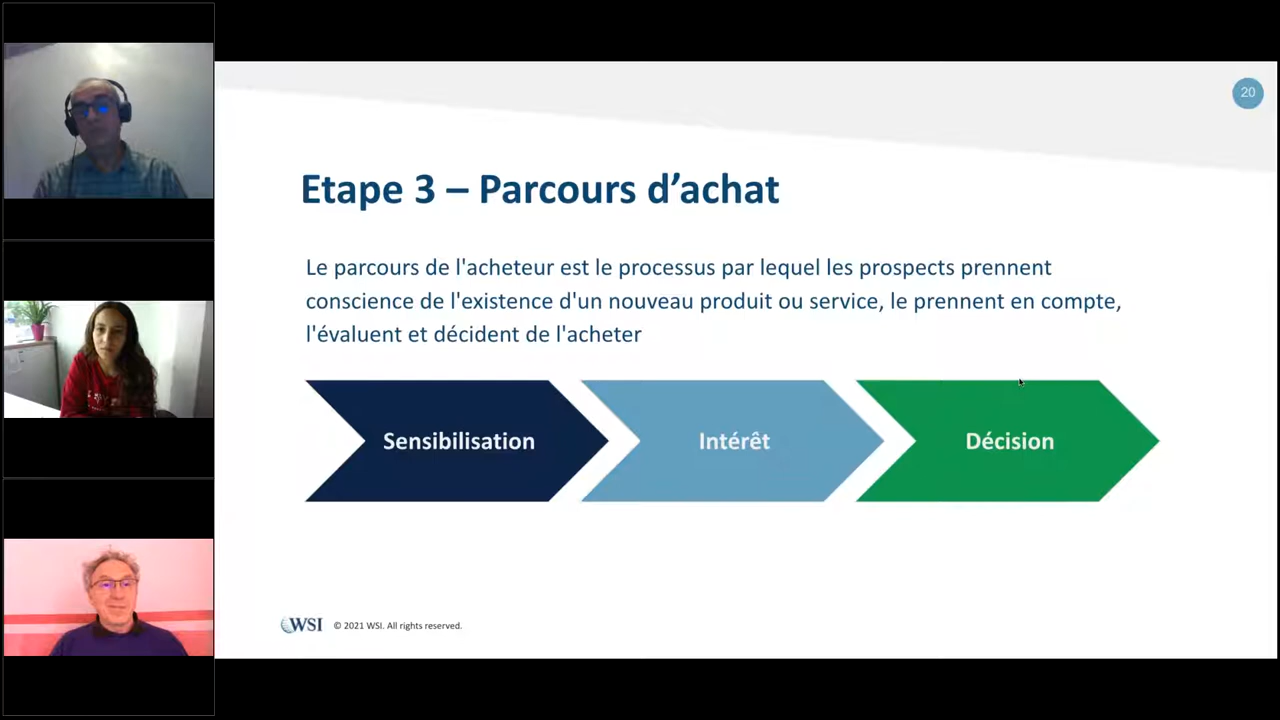 20
Etape 3 – Parcours d’achat
Le parcours de l'acheteur est le processus par lequel les prospects prennent
conscience de l'existence d'un nouveau produit ou service, le prennent en compte,
l'évaluent et décident de l'acheter
Sensibilisation
Intérêt
Décision
WSI © 2021 WSI. All rights reserved.